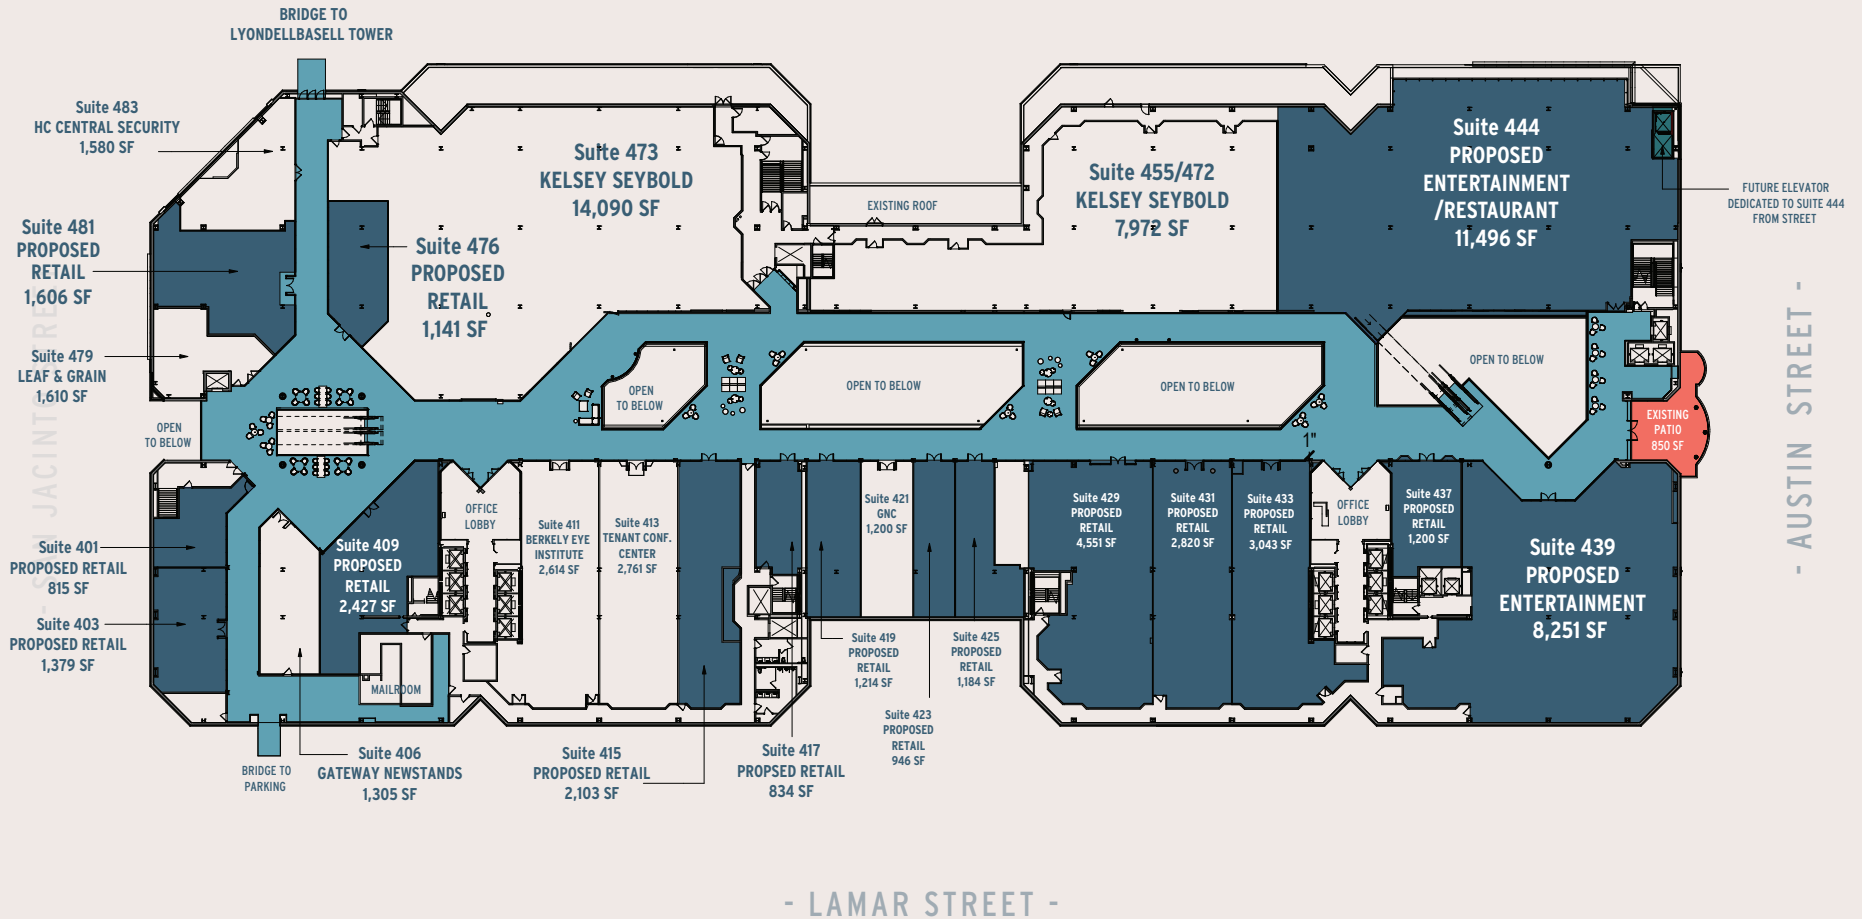 BRIDGE TO
LYONDELLBASELL TOWER
Suite 483
HC CENTRAL SECURITY
1,580 SF
Suite 481
PROPOSED
RETAIL
1,606 SF
Suite 476
PROPOSED
RETAIL
1,141 SF
Suite 473
KELSEY SEYBOLD
14,090 SF
EXISTING ROOF
Suite 455/472
KELSEY SEYBOLD
7,972 SF
Suite 444
PROPOSED
ENTERTAINMENT
/RESTAURANT
11,496 SF
FUTURE ELEVATOR
DEDICATED TO SUITE 444
FROM STREET
Suite 479
LEAF & GRAIN
1,610 SF
OPEN
TO BELOW
OPEN
TO BELOW
OPEN TO BELOW
OPEN TO BELOW
OPEN TO BELOW
EXISTING
PATIO
850 SF
1"
Suite 401
PROPOSED RETAIL
815 SF
Suite 403
PROPOSED RETAIL
1,379 SF
Suite 409
PROPOSED
RETAIL
2,427 SF
MAILROOM
OFFICE
LOBBY
Suite 411
BERKELY EYE
INSTITUTE
2,614 SF
Suite 413
TENANT CONF.
CENTER
2,761 SF
Suite 421
GNC
1,200 SF
Suite 429
PROPOSED
RETAIL
4,551 SF
Suite 431
PROPOSED
RETAIL
2,820 SF
Suite 433
PROPOSED
RETAIL
3,043 SF
OFFICE
LOBBY
Suite 437
PROPOSED
RETAIL
1,200 SF
Suite 439
PROPOSED
ENTERTAINMENT
8,251 SF
Suite 419
PROPOSED
RETAIL
1,214 SF
Suite 425
PROPOSED
RETAIL
1,184 SF
Suite 423
PROPOSED
RETAIL
946 SF
BRIDGE TO
PARKING
Suite 406
GATEWAY NEWSTANDS
1,305 SF
Suite 415
PROPOSED RETAIL
2,103 SF
Suite 417
PROPSED RETAIL
834 SF
- SAN JACINTO STREET
- AUSTIN STREET -
- LAMAR STREET -